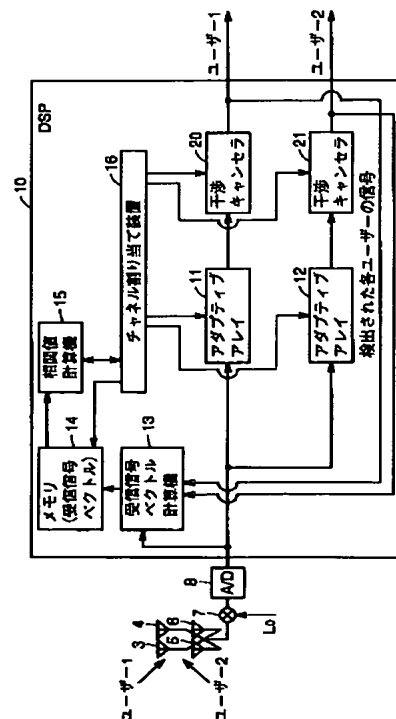 10
DSP
15
相関値
計算機
16
チャネル割り当て装置
14
メモリ
(受信信号
ベクトル)
13
受信信号
ベクトル
計算機
11
アダプティブ
アレイ
20
干渉
キャンセラ
ユーザー1
12
アダプティブ
アレイ
21
干渉
キャンセラ
ユーザー2
検出された各ユーザーの信号
8
A/D
7
Lo
3
4
5
6
ユーザー1
ユーザー2